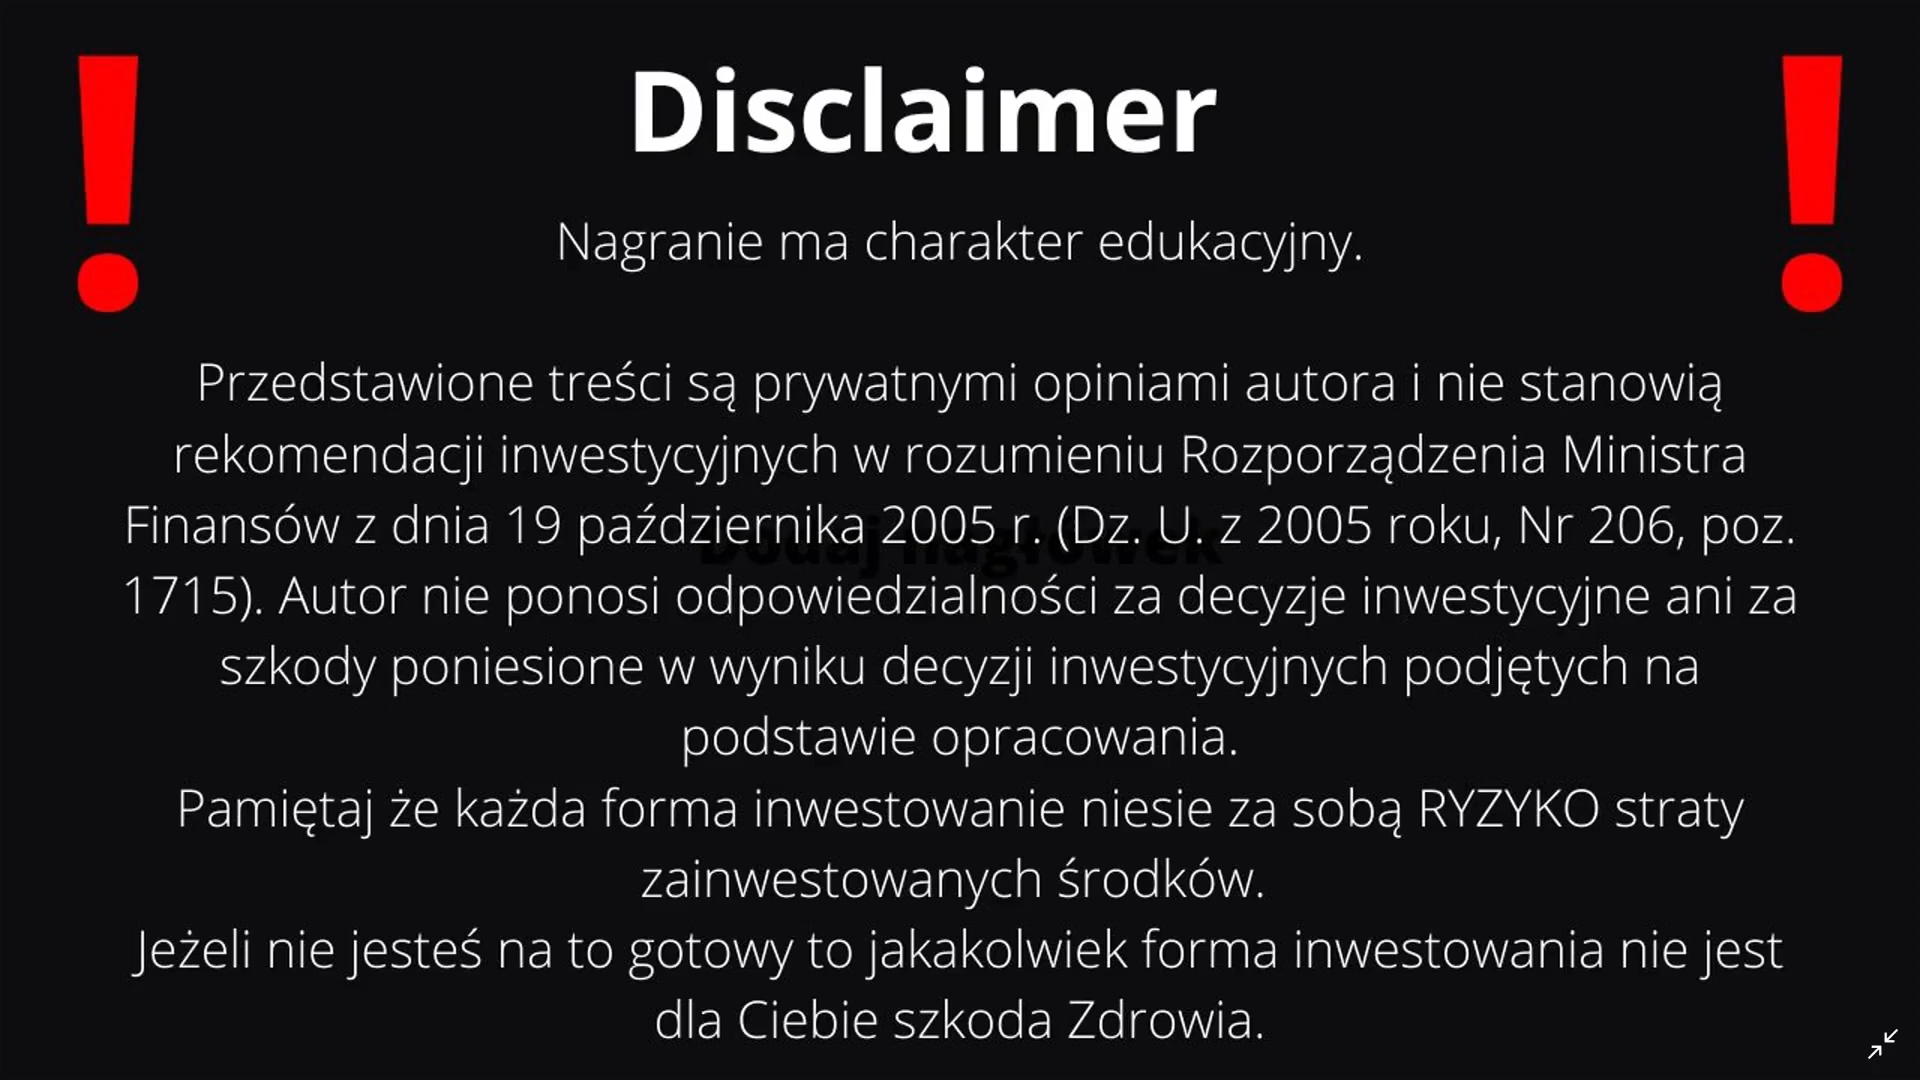 Disclaimer
Nagranie ma charakter edukacyjny.
Przedstawione treści są prywatnymi opiniami autora i nie stanowią
rekomendacji inwestycyjnych w rozumieniu Rozporządzenia Ministra
Finansów z dnia 19 października 2005 r. (Dz. U. z 2005 roku, Nr 206, poz.
1715). Autor nie ponosi odpowiedzialności za decyzje inwestycyjne ani za
szkody poniesione w wyniku decyzji inwestycyjnych podjętych na
podstawie opracowania.
Pamiętaj że każda forma inwestowanie niesie za sobą RYZYKO straty
zainwestowanych środków.
Jeżeli nie jesteś na to gotowy to jakakolwiek forma inwestowania nie jest
dla Ciebie szkoda Zdrowia.
Dodaj nagłówek